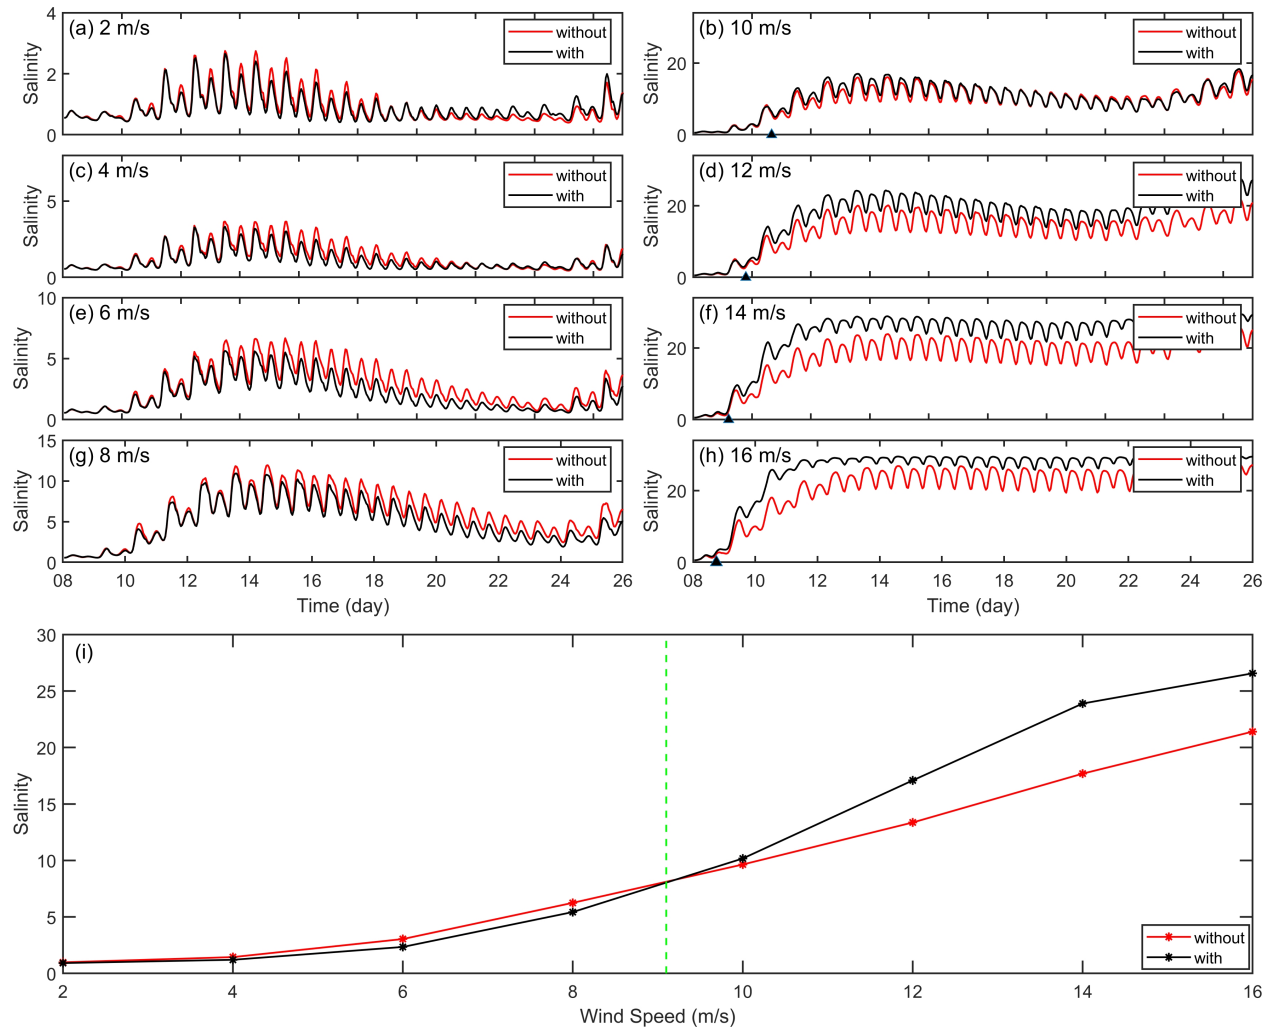 (a) 2 m/s
without
with
4
2
0
Salinity
(b) 10 m/s
without
with
20
0
Salinity
(c) 4 m/s
without
with
5
0
Salinity
(d) 12 m/s
without
with
20
0
Salinity
(e) 6 m/s
without
with
10
5
0
Salinity
(f) 14 m/s
without
with
20
0
Salinity
(g) 8 m/s
without
with
15
10
5
0
Salinity
08 10 12 14 16 18 20 22 24 26
Time (day)
(h) 16 m/s
without
with
20
0
Salinity
08 10 12 14 16 18 20 22 24 26
Time (day)
(i)
30
25
20
15
10
5
0
Salinity
without
with
2 4 6 8 10 12 14 16
Wind Speed (m/s)